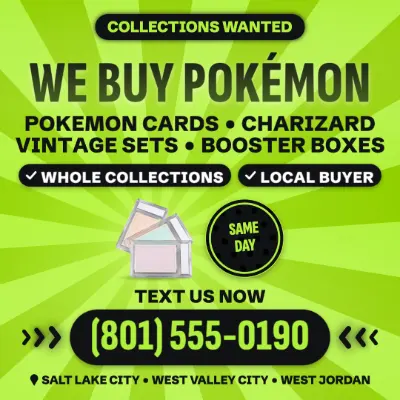 COLLECTIONS WANTED
WE BUY POKÉMON
POKEMON CARDS • CHARIZARD
VINTAGE SETS • BOOSTER BOXES
✓ WHOLE COLLECTIONS ✓ LOCAL BUYER
SAME
DAY
TEXT US NOW
(801) 555-0190
SALT LAKE CITY • WEST VALLEY CITY • WEST JORDAN